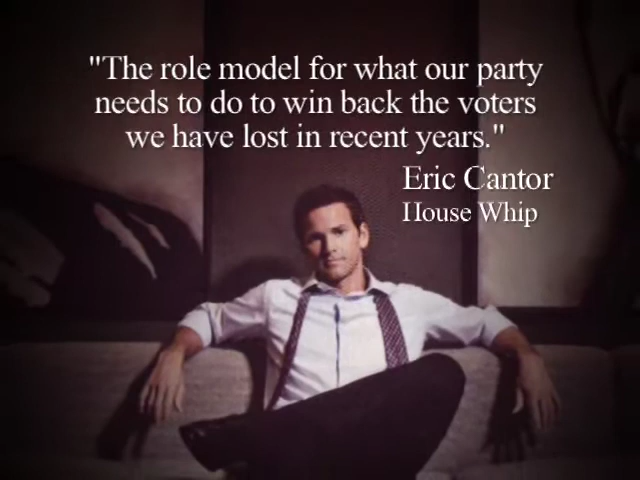 "The role model for what our party
needs to do to win back the voters
we have lost in recent years."
Eric Cantor
House Whip